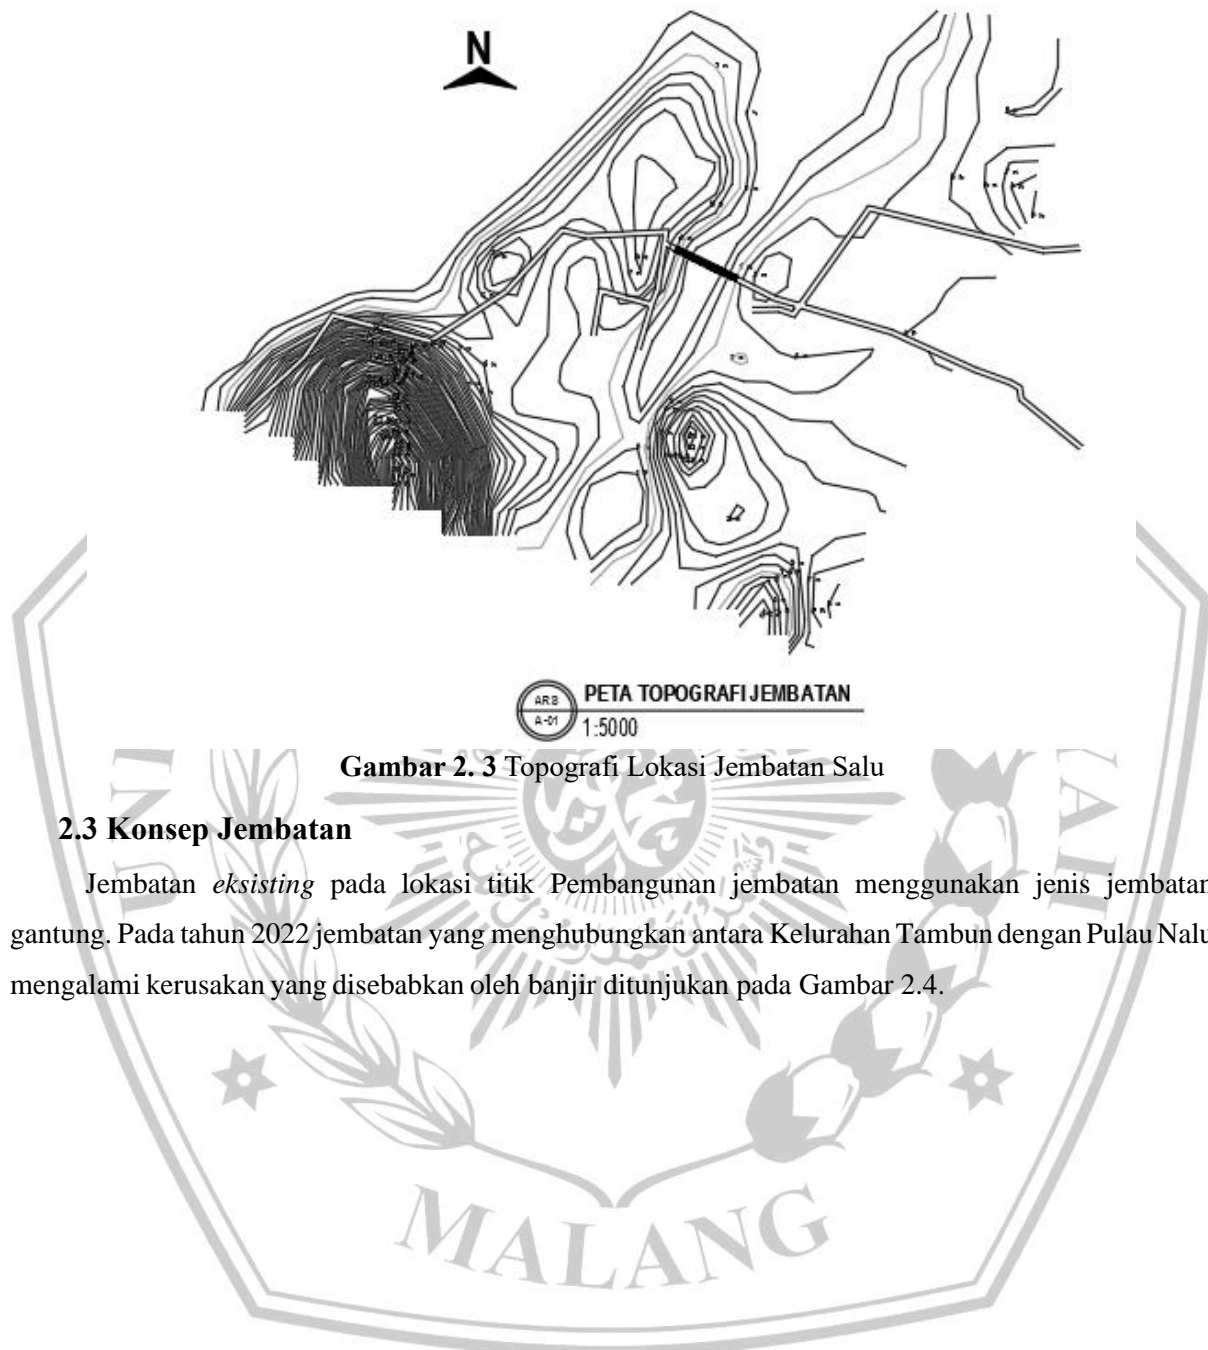 N
AR S
A-01
PETA TOPOGRAFI JEMBATAN
1:5000
Gambar 2. 3 Topografi Lokasi Jembatan Salu
2.3 Konsep Jembatan
Jembatan eksisting pada lokasi titik Pembangunan jembatan menggunakan jenis jembatan
gantung. Pada tahun 2022 jembatan yang menghubungkan antara Kelurahan Tambun dengan Pulau Nalu
mengalami kerusakan yang disebabkan oleh banjir ditunjukan pada Gambar 2.4.
MALANG